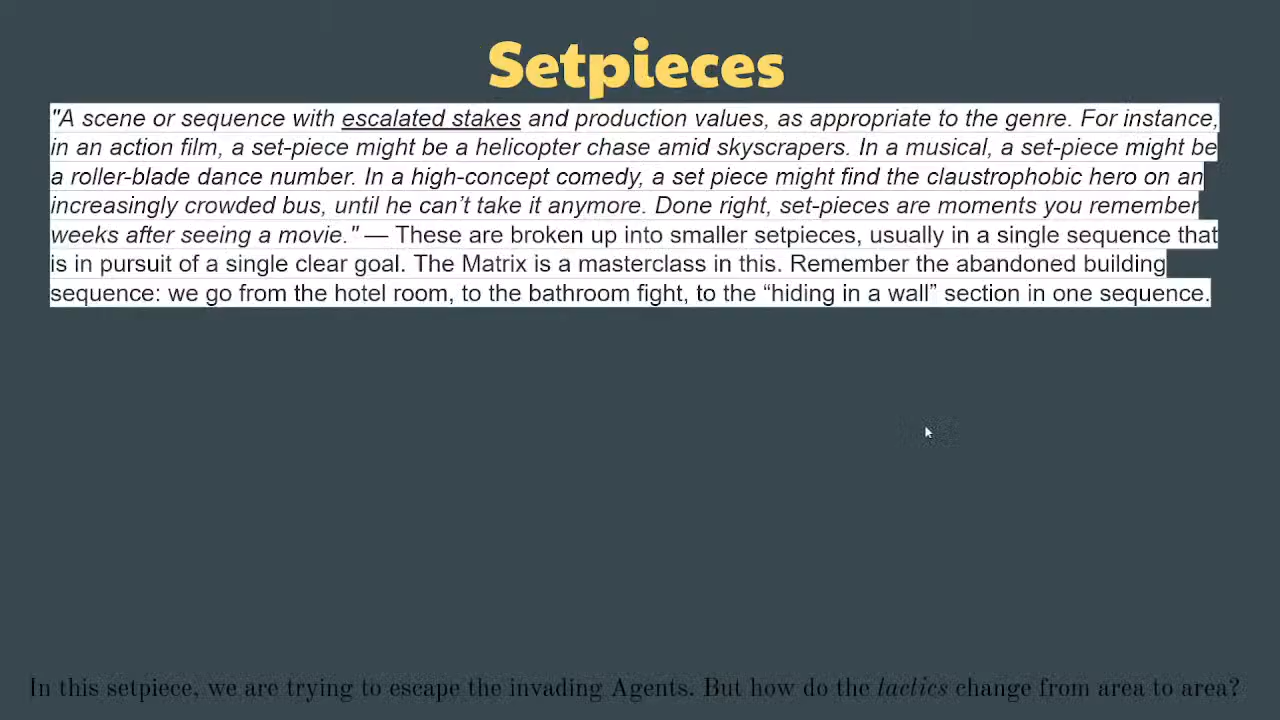 Setpieces
"A scene or sequence with escalated stakes and production values, as appropriate to the genre. For instance,
in an action film, a set-piece might be a helicopter chase amid skyscrapers. In a musical, a set-piece might be
a roller-blade dance number. In a high-concept comedy, a set piece might find the claustrophobic hero on an
increasingly crowded bus, until he can’t take it anymore. Done right, set-pieces are moments you remember
weeks after seeing a movie." — These are broken up into smaller setpieces, usually in a single sequence that
is in pursuit of a single clear goal. The Matrix is a masterclass in this. Remember the abandoned building
sequence: we go from the hotel room, to the bathroom fight, to the “hiding in a wall” section in one sequence.
In this setpiece, we are trying to escape the invading Agents. But how do the tactics change from area to area?